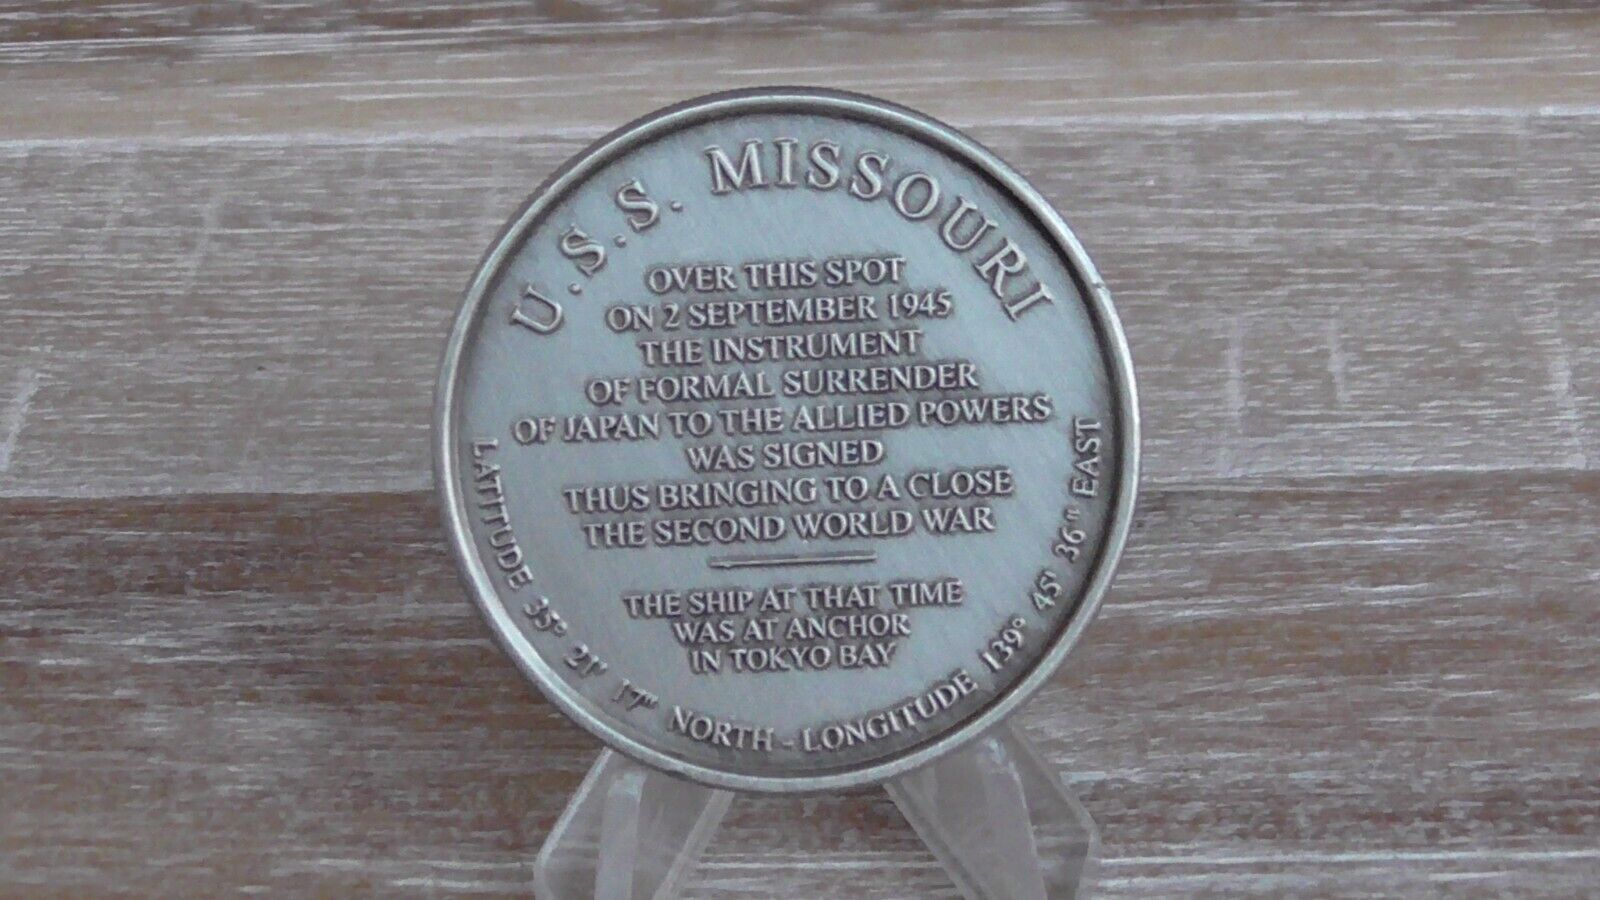 U.S.S. MISSOURI
OVER THIS SPOT
ON 2 SEPTEMBER 1945
THE INSTRUMENT
OF FORMAL SURRENDER
OF JAPAN TO THE ALLIED POWERS
WAS SIGNED
THUS BRINGING TO A CLOSE
THE SECOND WORLD WAR
THE SHIP AT THAT TIME
WAS AT ANCHOR
IN TOKYO BAY
LATITUDE 35° 21' 17" NORTH - LONGITUDE 139° 45' 36" EAST